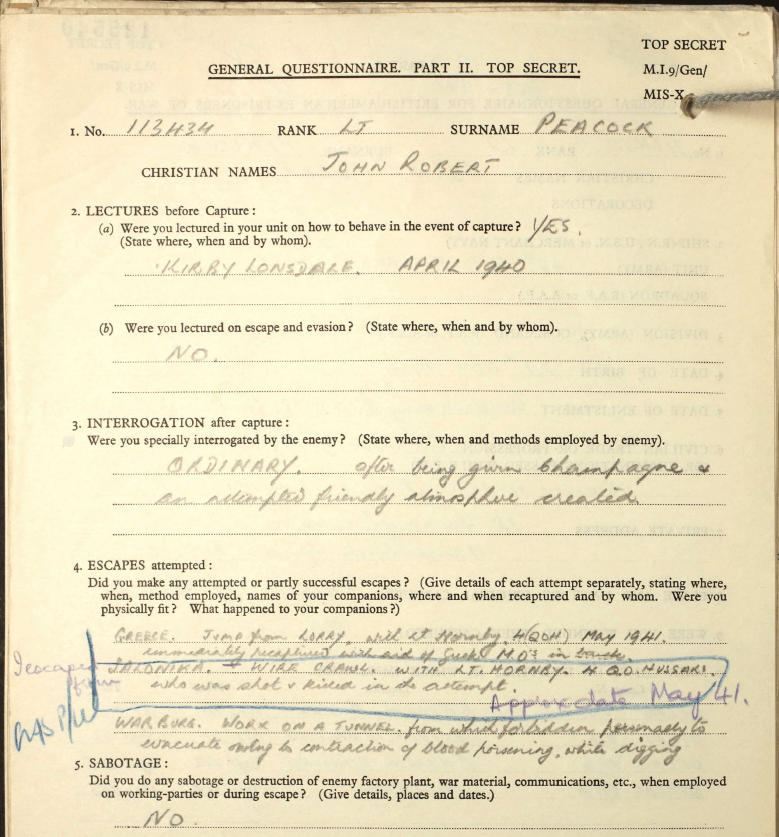 TOP SECRET
GENERAL QUESTIONNAIRE. PART II. TOP SECRET.
M.I.9/Gen/
MIS-X
1. No. 113434 RANK LT SURNAME PEACOCK
CHRISTIAN NAMES JOHN ROBERT
2. LECTURES before Capture :
(a) Were you lectured in your unit on how to behave in the event of capture ? YES.
(State where, when and by whom).
KIRBY LONSDALE. APRIL 1940
(b) Were you lectured on escape and evasion ? (State where, when and by whom).
NO.
3. INTERROGATION after capture :
Were you specially interrogated by the enemy ? (State where, when and methods employed by enemy).
ORDINARY. after being given Champagne &
an attempted friendly atmosphere created
4. ESCAPES attempted :
Did you make any attempted or partly successful escapes ? (Give details of each attempt separately, stating where,
when, method employed, names of your companions, where and when recaptured and by whom. Were you
physically fit ? What happened to your companions ?)
GREECE. Jump from LORRY, with Lt Hornby. 4(QOH) May 1941.
immediately recaptured with aid of Greek M.O's in
SALONIKA. WIRE CRAWL. WITH LT. HORNBY. 4 Q.O. HUSSARS.
who was shot & killed in the attempt.
Approx date May 41.
WARBURG. WORK ON A TUNNEL. from which forbidden personally to
evacuate owing to contraction of blood poisoning, while digging
5. SABOTAGE :
Did you do any sabotage or destruction of enemy factory plant, war material, communications, etc., when employed
on working-parties or during escape ? (Give details, places and dates.)
NO.